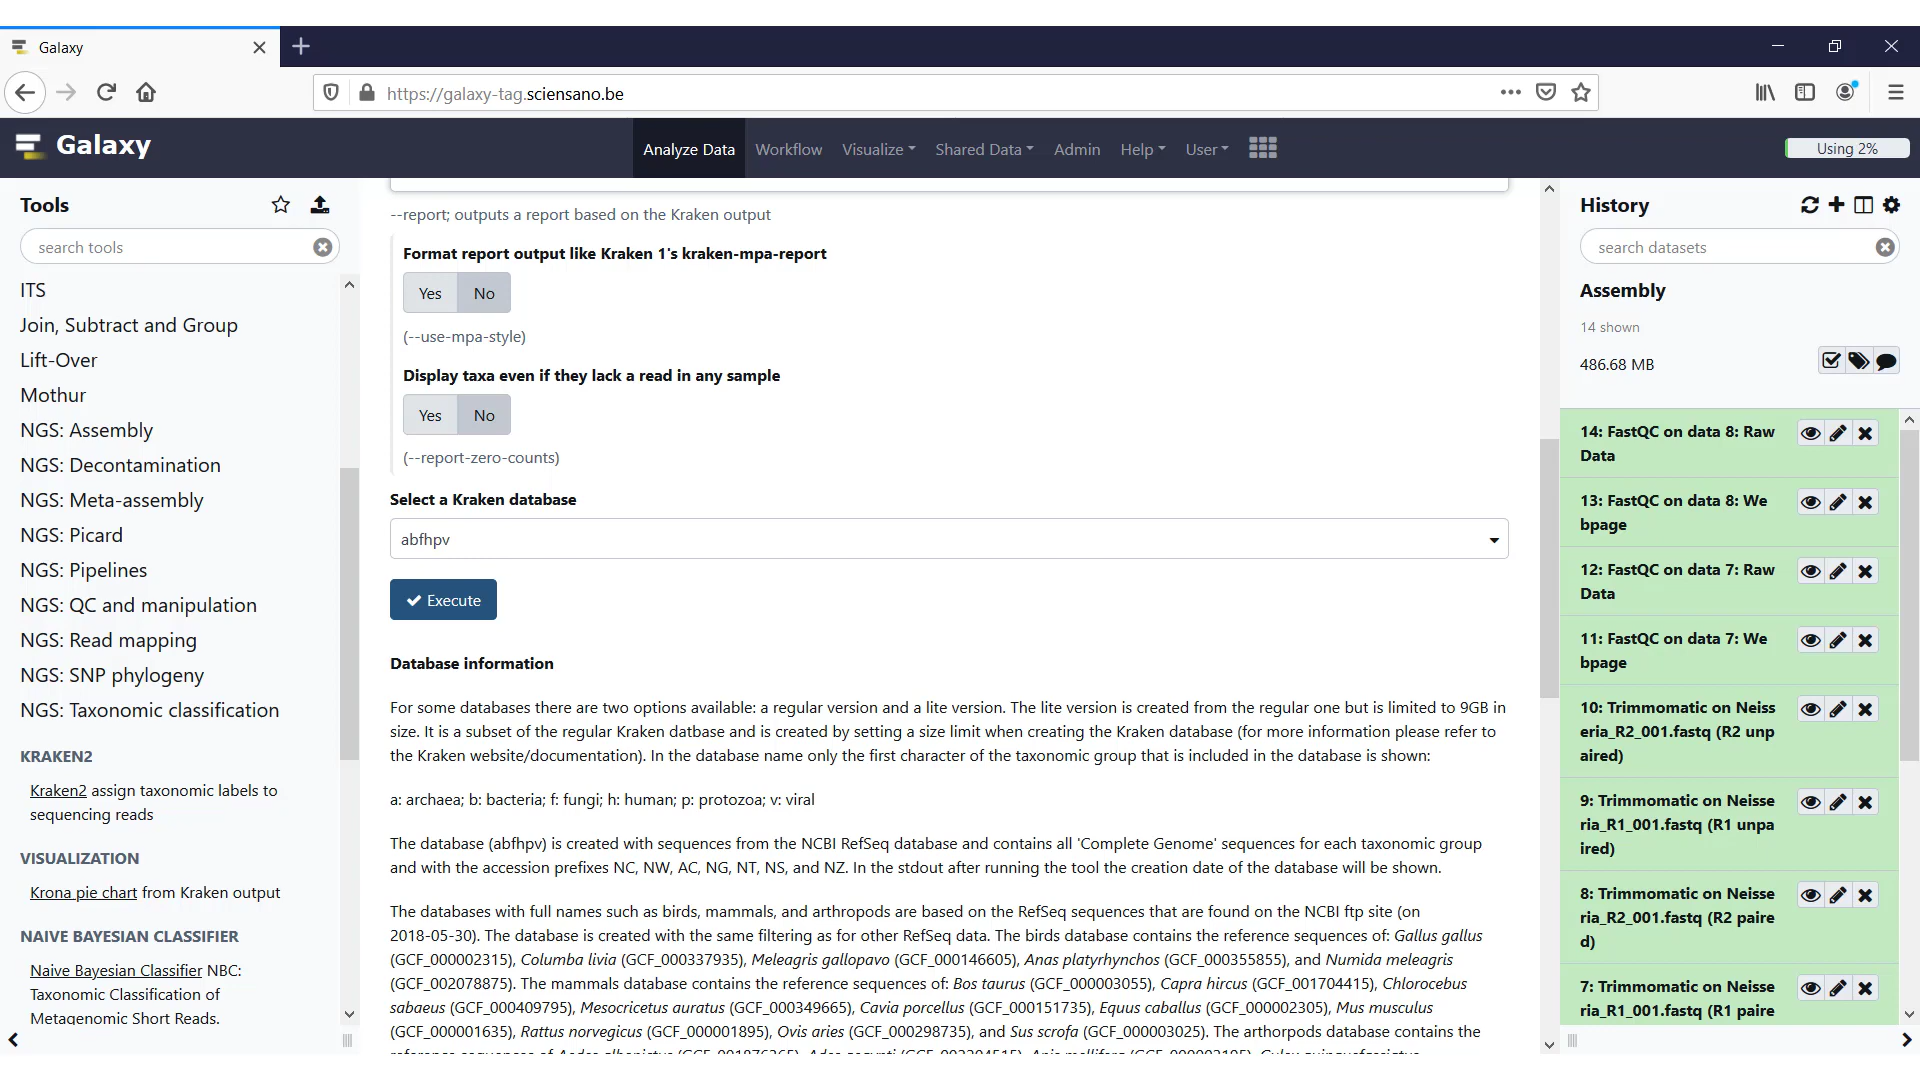 Galaxy
https://galaxy-tag.sciensano.be
Galaxy
Analyze Data
Workflow
Visualize
Shared Data
Admin
Help
User
Using 2%
Tools
search tools
ITS
Join, Subtract and Group
Lift-Over
Mothur
NGS: Assembly
NGS: Decontamination
NGS: Meta-assembly
NGS: Picard
NGS: Pipelines
NGS: QC and manipulation
NGS: Read mapping
NGS: SNP phylogeny
NGS: Taxonomic classification
KRAKEN2
Kraken2 assign taxonomic labels to
sequencing reads
VISUALIZATION
Krona pie chart from Kraken output
NAIVE BAYESIAN CLASSIFIER
Naive Bayesian Classifier NBC:
Taxonomic Classification of
Metagenomic Short Reads.
--report; outputs a report based on the Kraken output
Format report output like Kraken 1's kraken-mpa-report
Yes No
(--use-mpa-style)
Display taxa even if they lack a read in any sample
Yes No
(--report-zero-counts)
Select a Kraken database
abfhpv
Execute
Database information
For some databases there are two options available: a regular version and a lite version. The lite version is created from the regular one but is limited to 9GB in
size. It is a subset of the regular Kraken datbase and is created by setting a size limit when creating the Kraken database (for more information please refer to
the Kraken website/documentation). In the database name only the first character of the taxonomic group that is included in the database is shown:
a: archaea; b: bacteria; f: fungi; h: human; p: protozoa; v: viral
The database (abfhpv) is created with sequences from the NCBI RefSeq database and contains all 'Complete Genome' sequences for each taxonomic group
and with the accession prefixes NC, NW, AC, NG, NT, NS, and NZ. In the stdout after running the tool the creation date of the database will be shown.
The databases with full names such as birds, mammals, and arthropods are based on the RefSeq sequences that are found on the NCBI ftp site (on
2018-05-30). The database is created with the same filtering as for other RefSeq data. The birds database contains the reference sequences of: Gallus gallus
(GCF_000002315), Columba livia (GCF_000337935), Meleagris gallopavo (GCF_000146605), Anas platyrhynchos (GCF_000355855), and Numida meleagris
(GCF_002078875). The mammals database contains the reference sequences of: Bos taurus (GCF_000003055), Capra hircus (GCF_001704415), Chlorocebus
sabaeus (GCF_000409795), Mesocricetus auratus (GCF_000349665), Cavia porcellus (GCF_000151735), Equus caballus (GCF_000002305), Mus musculus
(GCF_000001635), Rattus norvegicus (GCF_000001895), Ovis aries (GCF_000298735), and Sus scrofa (GCF_000003025). The arthorpods database contains the
History
search datasets
Assembly
14 shown
486.68 MB
14: FastQC on data 8: Raw
Data
13: FastQC on data 8: We
bpage
12: FastQC on data 7: Raw
Data
11: FastQC on data 7: We
bpage
10: Trimmomatic on Neiss
eria_R2_001.fastq (R2 unp
aired)
9: Trimmomatic on Neisse
ria_R1_001.fastq (R1 unpa
ired)
8: Trimmomatic on Neisse
ria_R2_001.fastq (R2 paire
d)
7: Trimmomatic on Neisse
ria_R1_001.fastq (R1 paire